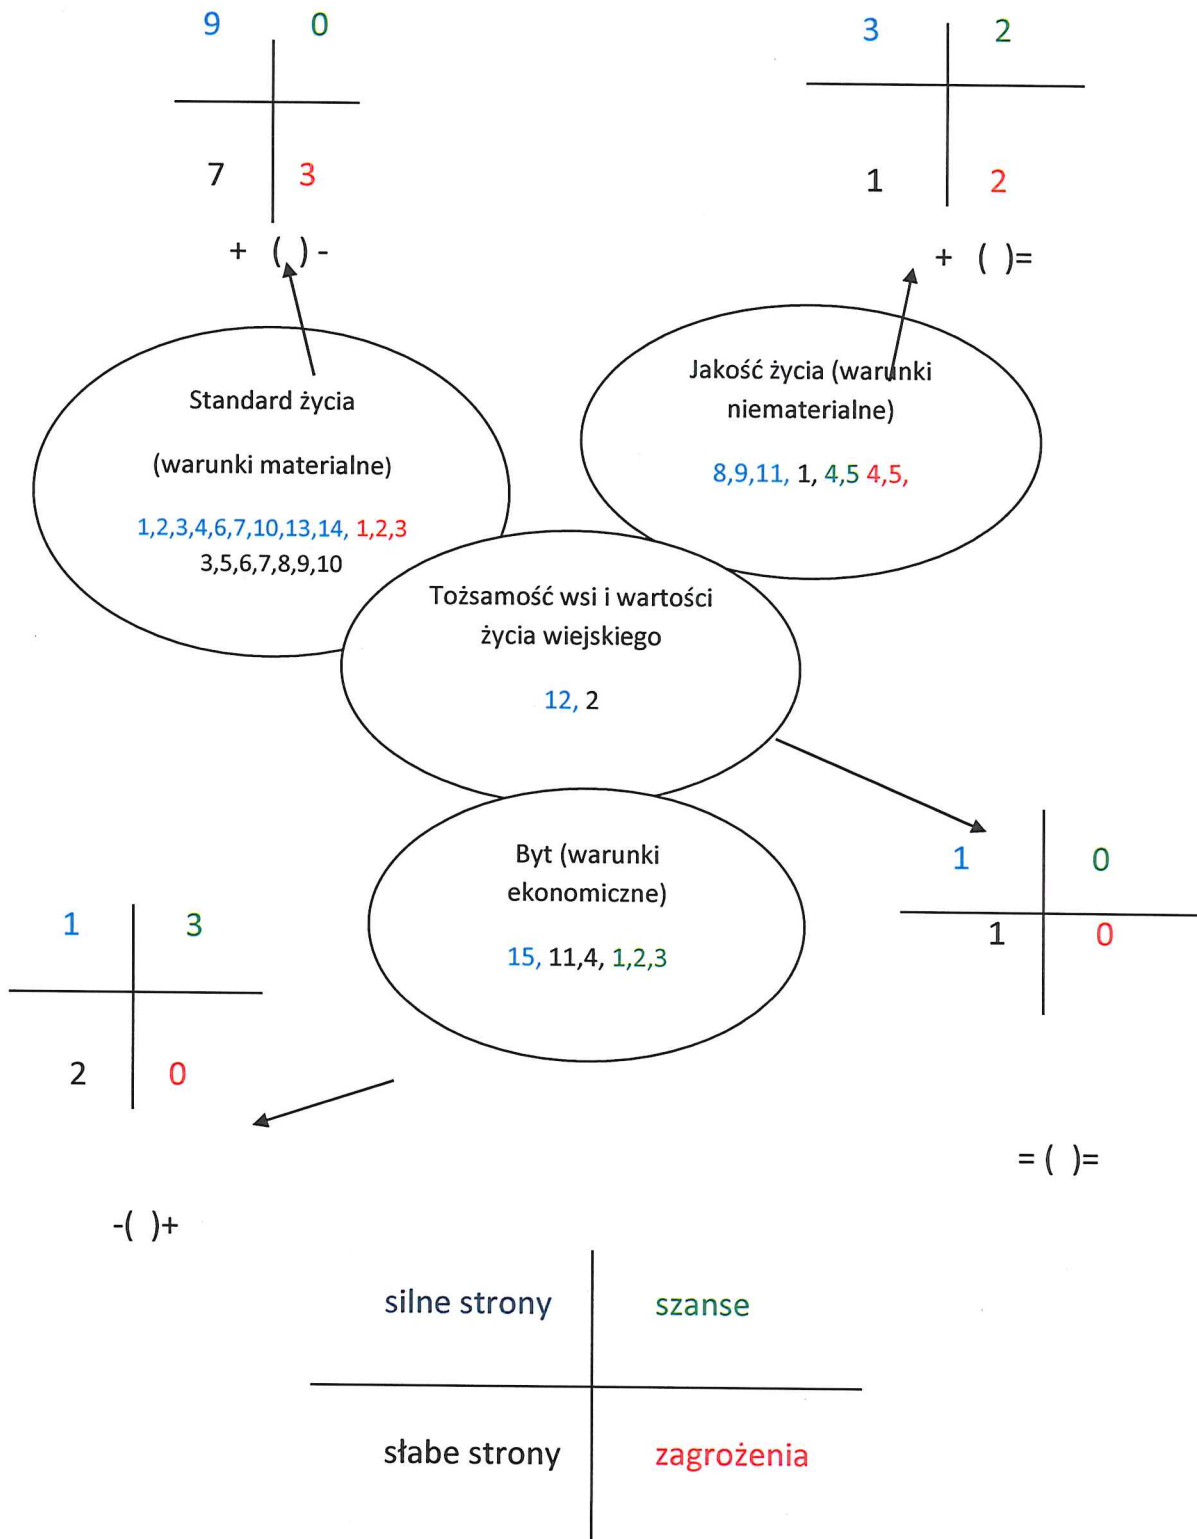 9 0
7 3
+ ( ) -
3 2
1 2
+ ( )=
Standard życia
(warunki materialne)
1,2,3,4,6,7,10,13,14, 1,2,3
3,5,6,7,8,9,10
Jakość życia (warunki
niematerialne)
8,9,11, 1, 4,5 4,5,
Tożsamość wsi i wartości
życia wiejskiego
12, 2
Byt (warunki
ekonomiczne)
15, 11,4, 1,2,3
1 0
1 0
= ( )=
1 3
2 0
-( )+
silne strony szanse
słabe strony zagrożenia